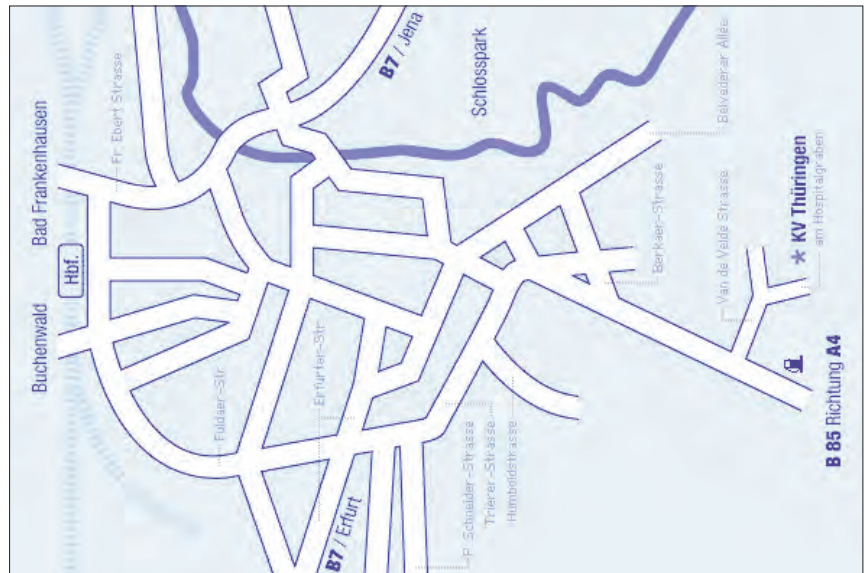 Buchenwald
Bad Frankenhausen
Hbf.
Fr. Ebert Strasse
B7 / Jena
Schlosspark
Belvederer Allee
Fuldaer-Str
Erfurter-Str
Berkaer-Strasse
Van de Velde Strasse
* KV Thüringen
am Hospitalgraben
B7 / Erfurt
P. Schneider-Strasse
Trierer-Strasse
Humboldstrasse
B 85 Richtung A4